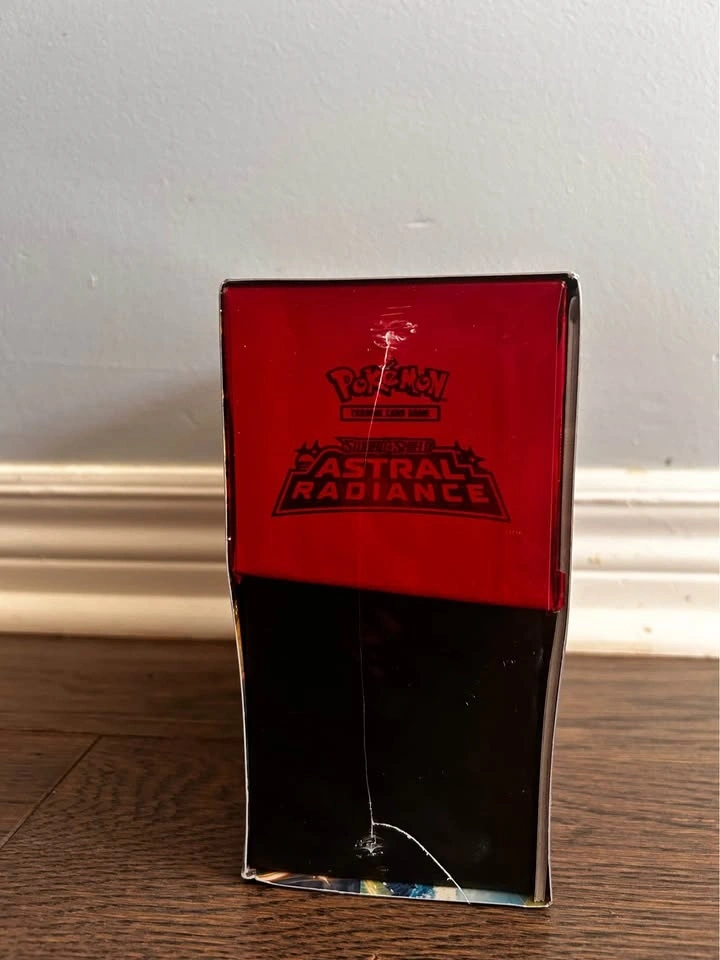 POKéMON
TRADING CARD GAME
SWORD & SHIELD
ASTRAL
RADIANCE